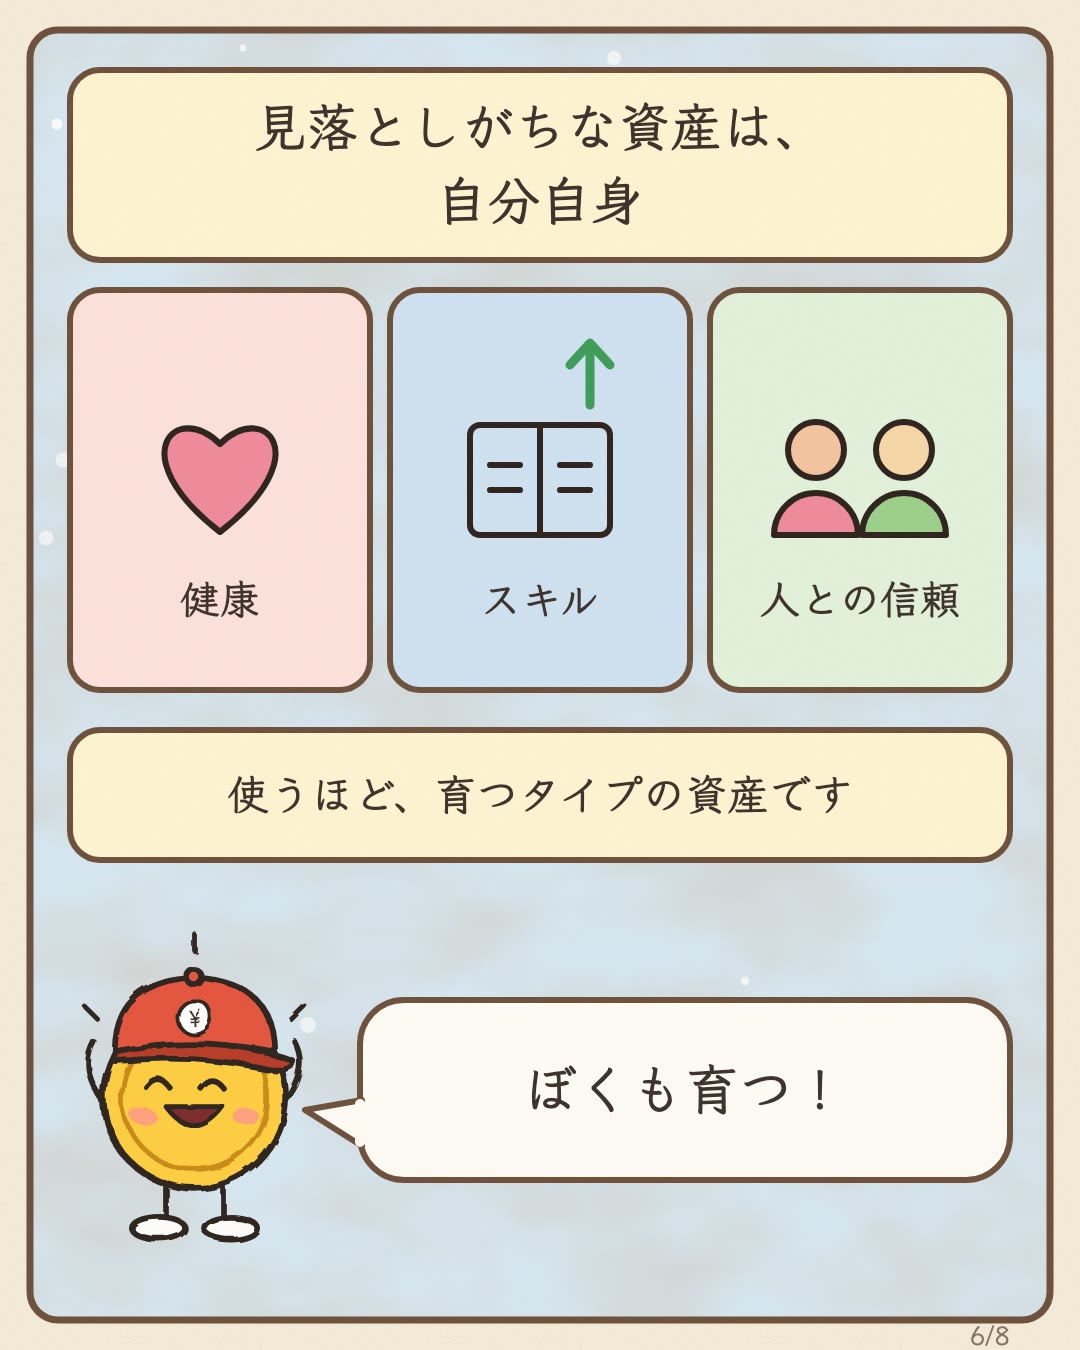 見落としがちな資産は、
自分自身
健康
スキル
人との信頼
使うほど、育つタイプの資産です
¥
ぼくも育つ！
6/8